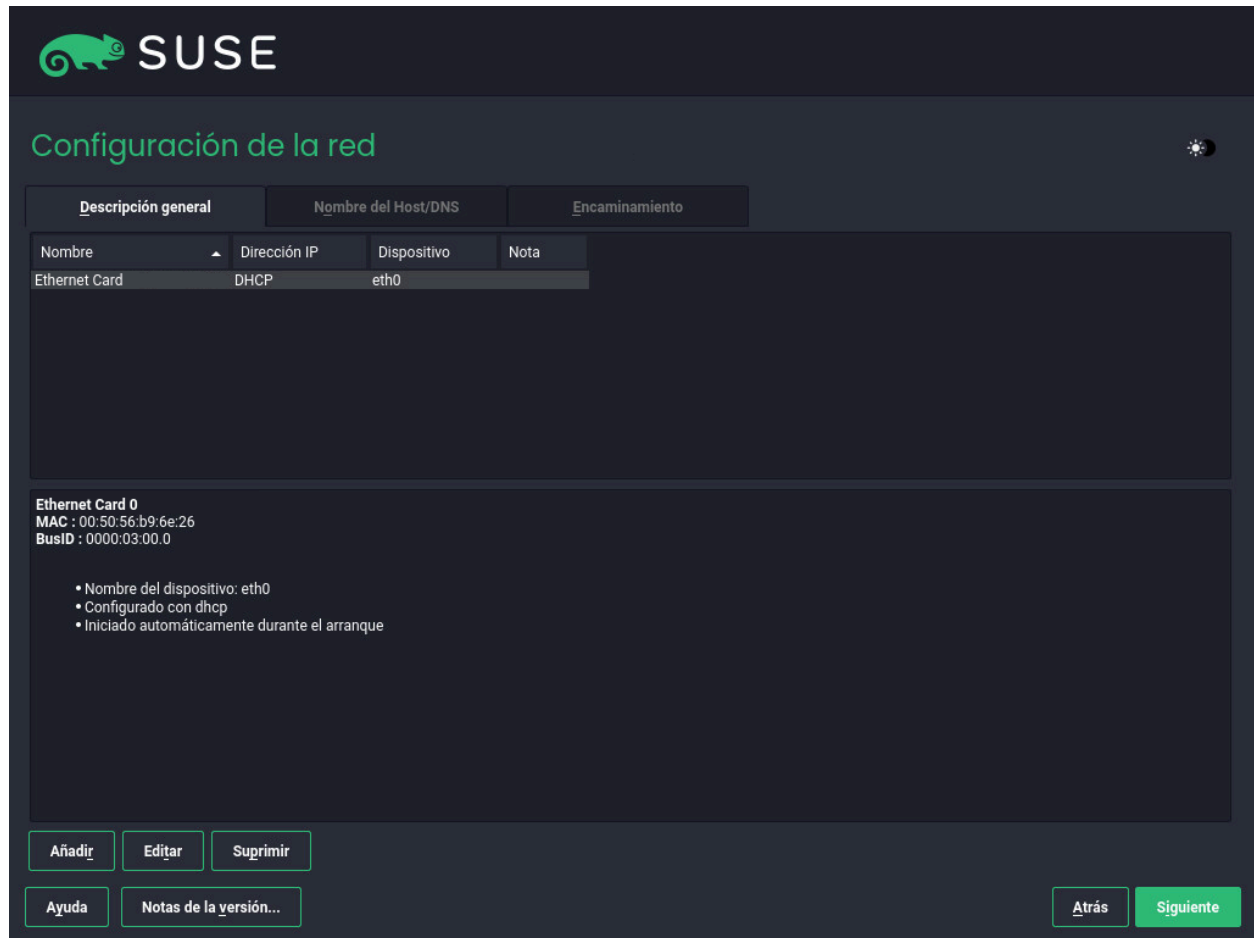 SUSE
Configuración de la red
Descripción general Nombre del Host/DNS Encaminamiento
Nombre Dirección IP Dispositivo Nota
Ethernet Card DHCP eth0
Ethernet Card 0
MAC : 00:50:56:b9:6e:26
BusID : 0000:03:00.0
• Nombre del dispositivo: eth0
• Configurado con dhcp
• Iniciado automáticamente durante el arranque
Añadir Editar Suprimir
Ayuda Notas de la versión... Atrás Siguiente